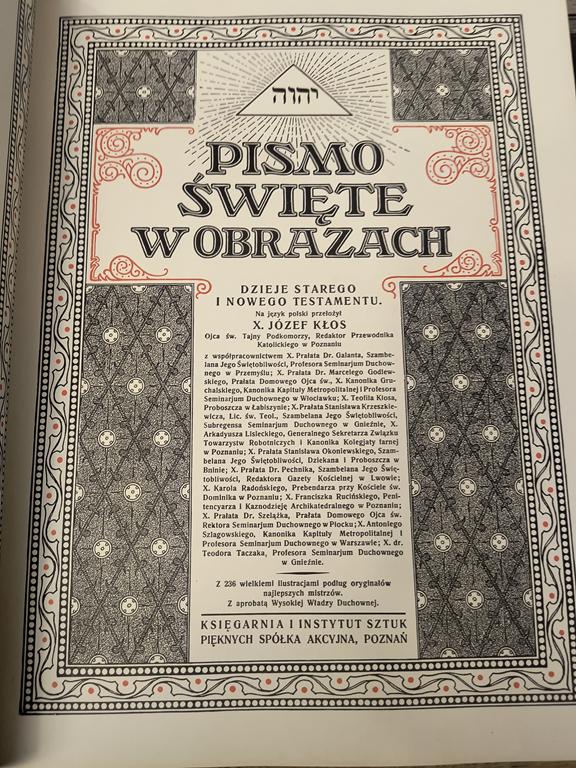 יהוה
PISMO
ŚWIĘTE
W OBRAZACH
DZIEJE STAREGO
I NOWEGO TESTAMENTU.
Na język polski przełożył
X. JÓZEF KŁOS
Ojca św. Tajny Podkomorzy, Redaktor Przewodnika
Katolickiego w Poznaniu
z współpracownictwem X. Prałata Dr. Galanta, Szambe-
lana Jego Świętobliwości, Profesora Seminarjum Duchow-
nego w Przemyślu; X. Prałata Dr. Marcelego Godlew-
skiego, Prałata Domowego Ojca św., X. Kanonika Gru-
chalskiego, Kanonika Kapituły Metropolitalnej i Profesora
Seminarjum Duchownego w Włocławku; X. Teofila Kłosa,
Proboszcza w Łabiszynie; X. Prałata Stanisława Krzeszkie-
wicza, Lic. św. Teol., Szambelana Jego Świętobliwości,
Subregensa Seminarjum Duchownego w Gnieźnie, X.
Arkadyusza Lisieckiego, Generalnego Sekretarza Związku
Towarzystw Robotniczych i Kanonika Kolegjaty farnej
w Poznaniu; X. Prałata Stanisława Okoniewskiego, Szam-
belana Jego Świętobliwości, Dziekana i Proboszcza w
Bninie; X. Prałata Dr. Pechnika, Szambelana Jego Świę-
tobliwości, Redaktora Gazety Kościelnej w Lwowie;
X. Karola Radońskiego, Prebendarza przy Kościele św.
Dominika w Poznaniu; X. Franciszka Rucińskiego, Peni-
tencyarza i Kaznodzieję Archikatedralnego w Poznaniu;
X. Prałata Dr. Szelążka, Prałata Domowego Ojca św.
Rektora Seminarjum Duchownego w Płocku; X. Antoniego
Szlagowskiego, Kanonika Kapituły Metropolitalnej i
Profesora Seminarjum Duchownego w Warszawie; X. dr.
Teodora Taczaka, Profesora Seminarjum Duchownego
w Gnieźnie.
Z 236 wielkiemi ilustracjami podług oryginałów
najlepszych mistrzów.
Z aprobatą Wysokiej Władzy Duchownej.
KSIĘGARNIA I INSTYTUT SZTUK
PIĘKNYCH SPÓŁKA AKCYJNA, POZNAŃ